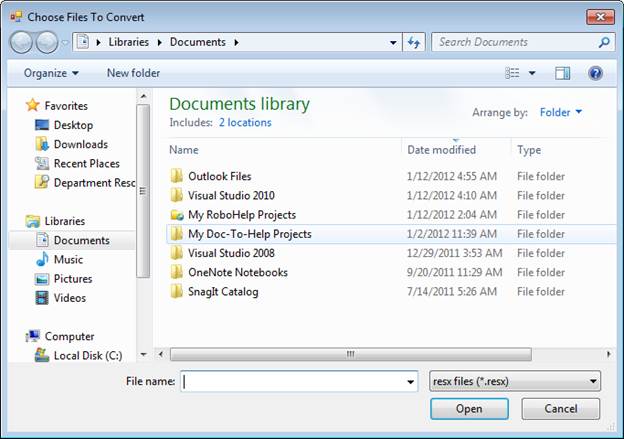 Choose Files To Convert
Libraries Documents Search Documents
Organize New folder
Favorites
Desktop
Downloads
Recent Places
Department Resc
Libraries
Documents
Music
Pictures
Videos
Computer
Local Disk (C:)
Documents library
Includes: 2 locations
Arrange by: Folder
Name Date modified Type
Outlook Files 1/12/2012 4:55 AM File folder
Visual Studio 2010 1/12/2012 4:10 AM File folder
My RoboHelp Projects 1/12/2012 2:04 AM File folder
My Doc-To-Help Projects 1/2/2012 11:39 AM File folder
Visual Studio 2008 12/29/2011 3:53 AM File folder
OneNote Notebooks 9/20/2011 11:29 AM File folder
SnagIt Catalog 7/14/2011 5:26 AM File folder
File name: resx files (*.resx)
Open Cancel